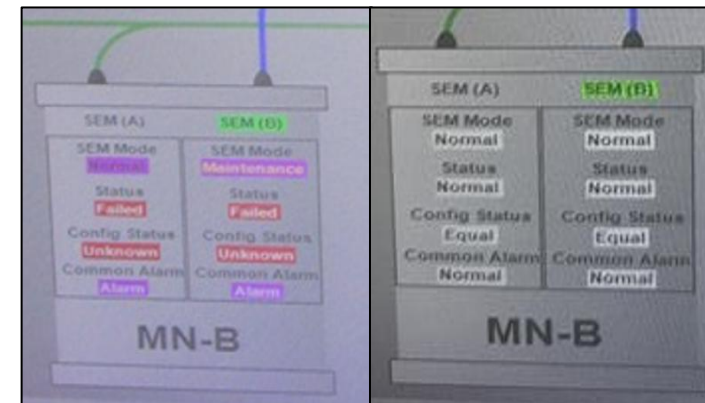 SEM (A)
SEM (B)
SEM Mode
Normal
Status
Failed
Config Status
Unknown
Common Alarm
Alarm
SEM Mode
Maintenance
Status
Failed
Config Status
Unknown
Common Alarm
Alarm
MN-B
SEM (A)
SEM (B)
SEM Mode
Normal
Status
Normal
Config Status
Equal
Common Alarm
Normal
SEM Mode
Normal
Status
Normal
Config Status
Equal
Common Alarm
Normal
MN-B